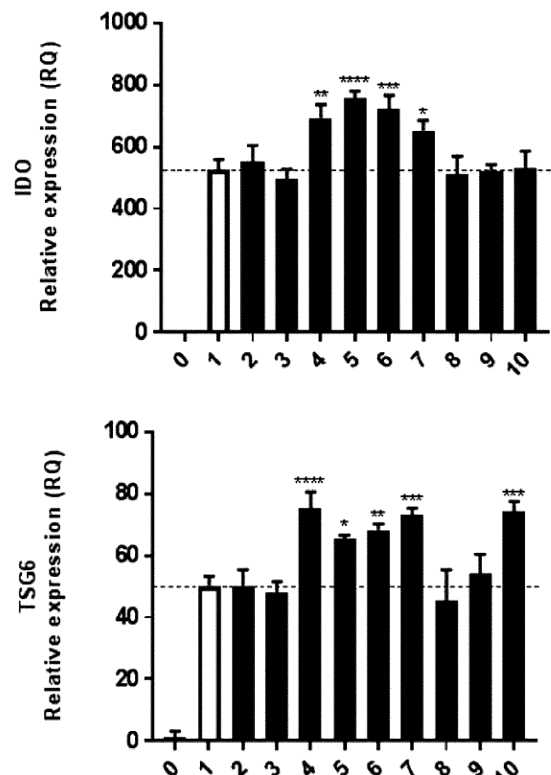 IDO
Relative expression (RQ)
1000
800
600
400
200
0
** **** *** *
0 1 2 3 4 5 6 7 8 9 10
TSG6
Relative expression (RQ)
100
80
60
40
20
0
**** * ** *** ***
0 1 2 3 4 5 6 7 8 9 10